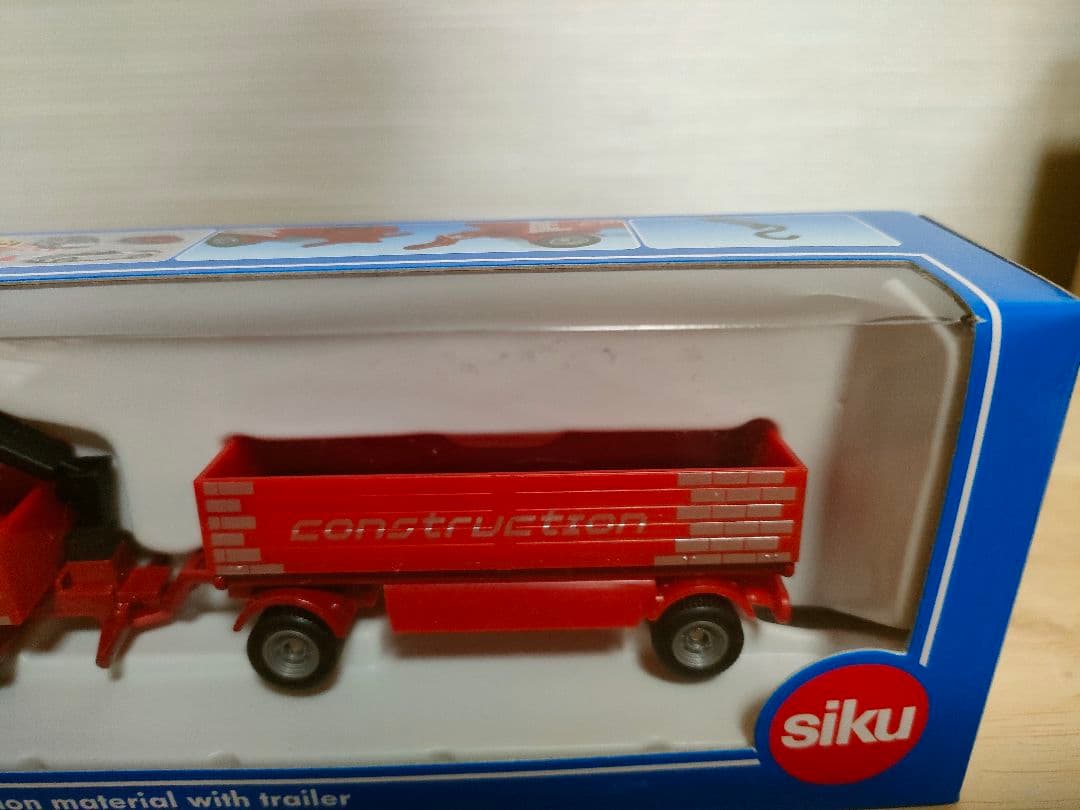 construction
siku
on material with trailer